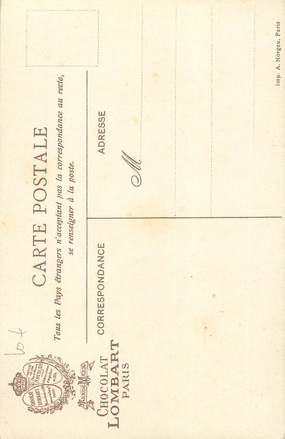 CARTE POSTALE
Tous les Pays étrangers n'acceptant pas la correspondance au recto,
se renseigner à la poste.
CORRESPONDANCE
ADRESSE
M
CHOCOLAT
LOMBART
PARIS
Imp. A. Norgeu, Paris